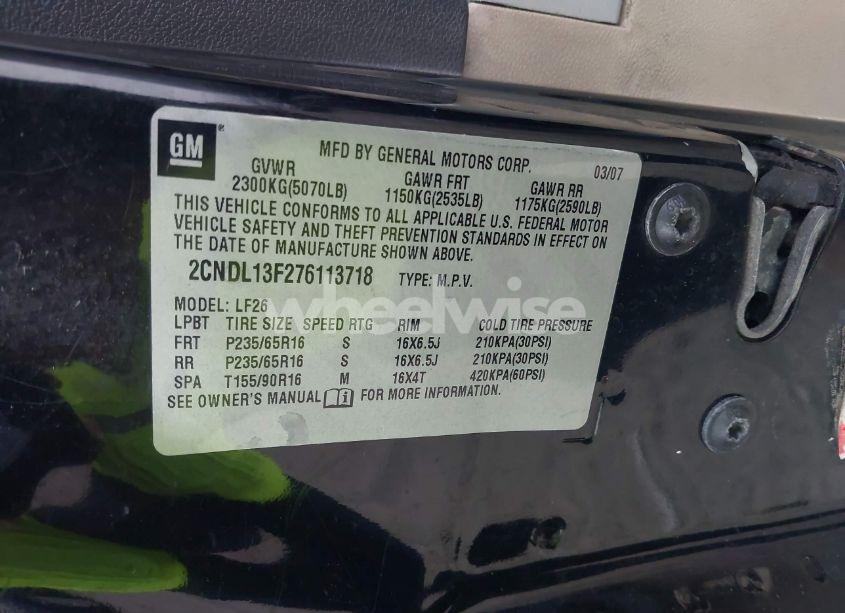 GM
MFD BY GENERAL MOTORS CORP. 03/07
GVWR GAWR FRT GAWR RR
2300KG(5070LB) 1150KG(2535LB) 1175KG(2590LB)
THIS VEHICLE CONFORMS TO ALL APPLICABLE U.S. FEDERAL MOTOR
VEHICLE SAFETY AND THEFT PREVENTION STANDARDS IN EFFECT ON
THE DATE OF MANUFACTURE SHOWN ABOVE.
2CNDL13F276113718 TYPE: M.P.V.
MODEL: LF26
wheelwise
LPBT TIRE SIZE SPEED RTG RIM COLD TIRE PRESSURE
FRT P235/65R16 S 16X6.5J 210KPA(30PSI)
RR P235/65R16 S 16X6.5J 210KPA(30PSI)
SPA T155/90R16 M 16X4T 420KPA(60PSI)
SEE OWNER'S MANUAL FOR MORE INFORMATION.